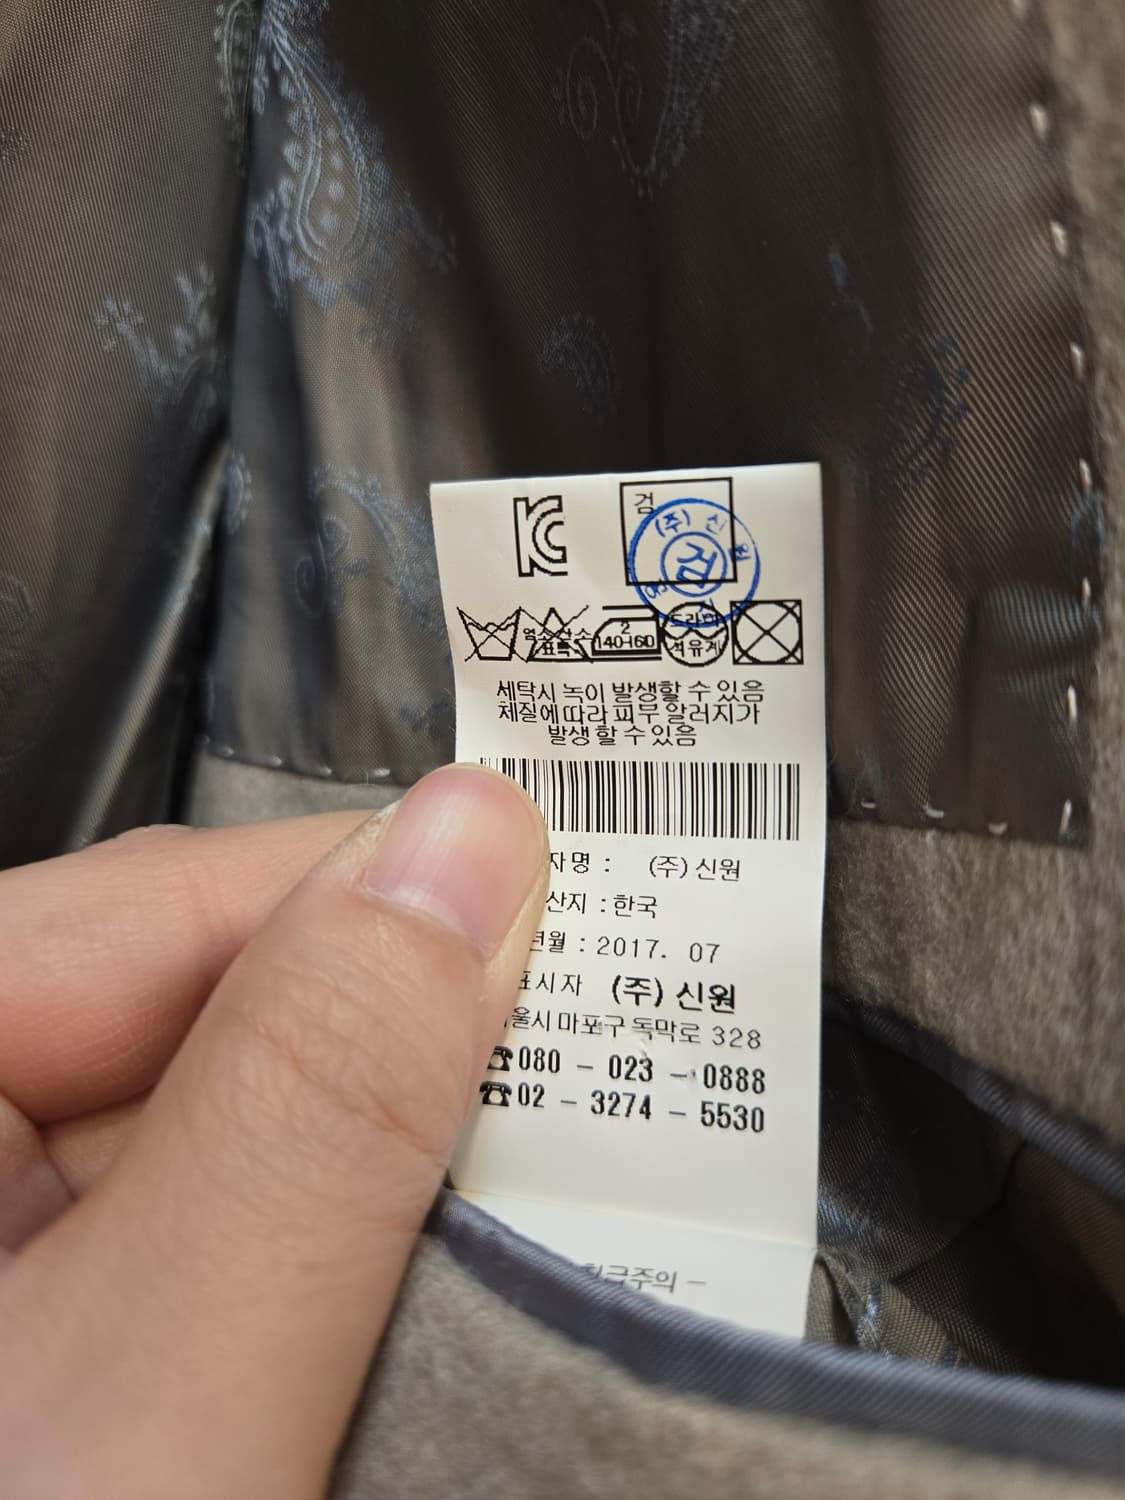 KC
검
(주) 신원
검
염소산소
표백
2
140-160
드라이
석유계
세탁시 녹이 발생할 수 있음
체질에따라 피부 알러지가
발생할 수 있음
자명 : (주) 신원
산지 : 한국
년월 : 2017. 07
표시자 (주) 신원
울시 마포구 독막로 328
☎080 - 023 - 0888
☎02 - 3274 - 5530
취급주의 -